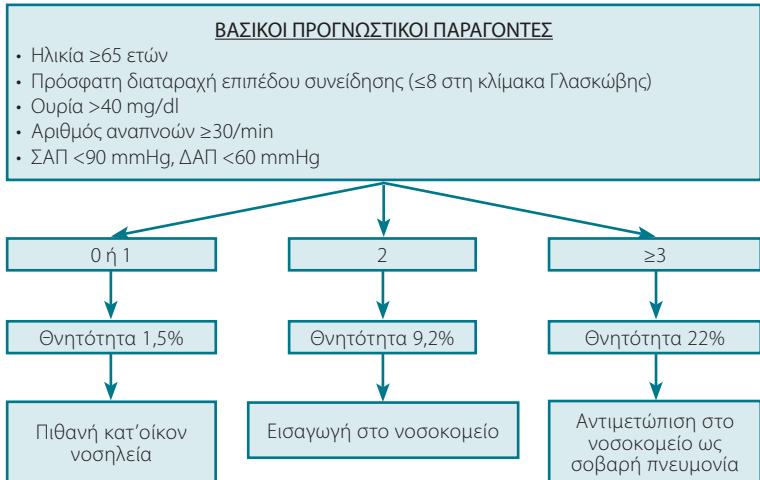 ΒΑΣΙΚΟΙ ΠΡΟΓΝΩΣΤΙΚΟΙ ΠΑΡΑΓΟΝΤΕΣ
• Ηλικία ≥65 ετών
• Πρόσφατη διαταραχή επιπέδου συνείδησης (≤8 στη κλίμακα Γλασκώβης)
• Ουρία >40 mg/dl
• Αριθμός αναπνοών ≥30/min
• ΣΑΠ <90 mmHg, ΔΑΠ <60 mmHg
0 ή 1
2
≥3
Θνητότητα 1,5%
Θνητότητα 9,2%
Θνητότητα 22%
Πιθανή κατ’οίκον
νοσηλεία
Εισαγωγή στο νοσοκομείο
Αντιμετώπιση στο
νοσοκομείο ως
σοβαρή πνευμονία